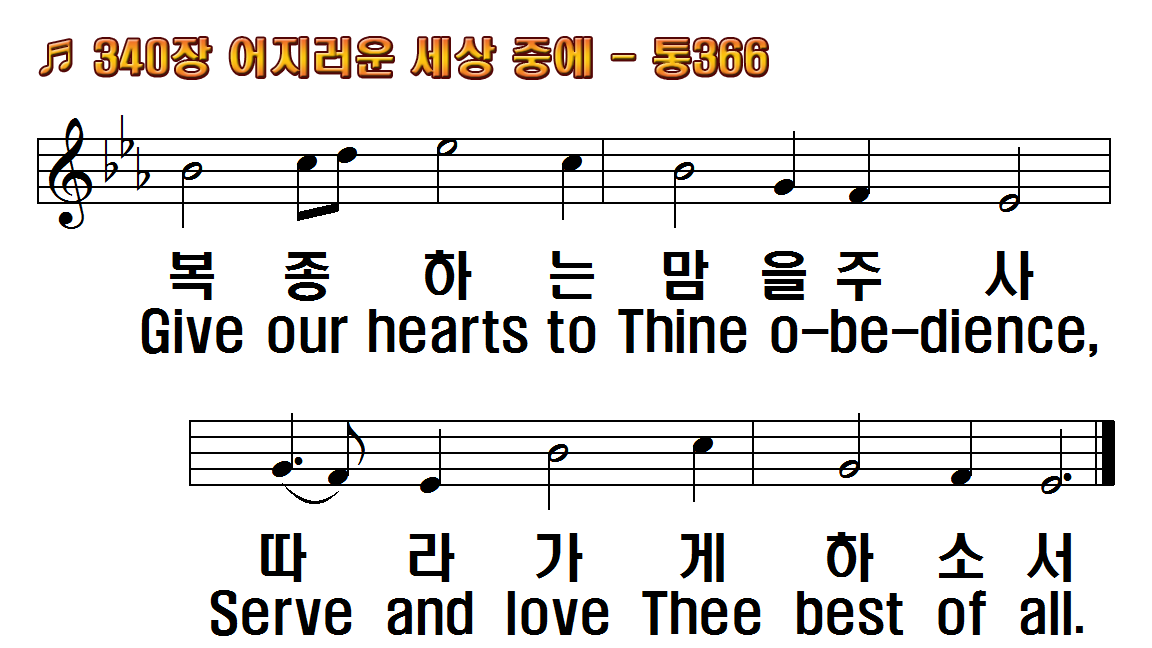 ♬ 340장 어지러운 세상 중에 - 통366
복 종 하 는 맘 을 주 사
Give our hearts to Thine o-be-dience,
따 라 가 게 하 소 서
Serve and love Thee best of all.